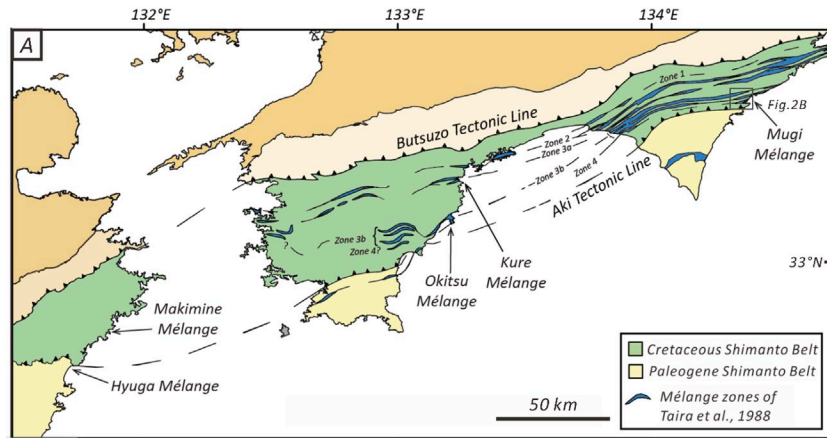 132°E
133°E
134°E
A
Zone 1
Fig.2B
Butsuzo Tectonic Line
Mugi
Mélange
Zone 2
Zone 3a
Zone 3b
Zone 4
Aki Tectonic Line
Zone 3b
Zone 4?
?
Kure
Mélange
Okitsu
Mélange
33°N
Makimine
Mélange
Hyuga Mélange
50 km
Cretaceous Shimanto Belt
Paleogene Shimanto Belt
Mélange zones of
Taira et al., 1988